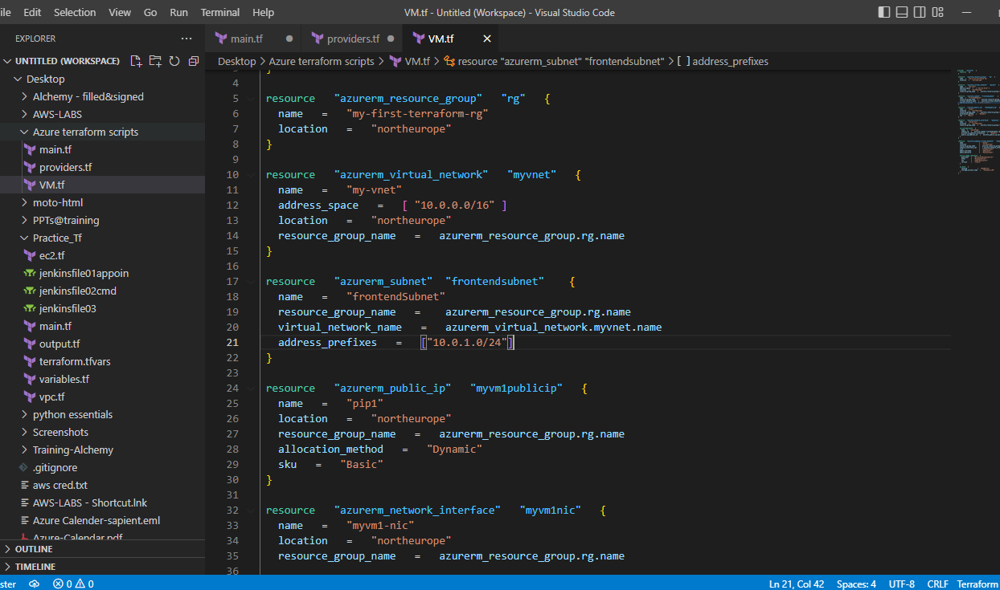 ile Edit Selection View Go Run Terminal Help VM.tf - Untitled (Workspace) - Visual Studio Code
EXPLORER ...
UNTITLED (WORKSPACE)
Desktop
Alchemy - filled&signed
AWS-LABS
Azure terraform scripts
main.tf
providers.tf
VM.tf
moto-html
PPTs@training
Practice_Tf
ec2.tf
jenkinsfile01appoin
jenkinsfile02cmd
jenkinsfile03
main.tf
output.tf
terraform.tfvars
variables.tf
vpc.tf
python essentials
Screenshots
Training-Alchemy
.gitignore
aws cred.txt
AWS-LABS - Shortcut.lnk
Azure Calender-sapient.eml
Azure-Calendar.pdf
OUTLINE
TIMELINE
main.tf providers.tf VM.tf
Desktop > Azure terraform scripts > VM.tf > resource "azurerm_subnet" "frontendsubnet" > [ ] address_prefixes
3 }
4
5 resource "azurerm_resource_group" "rg" {
6 name = "my-first-terraform-rg"
7 location = "northeurope"
8 }
9
10 resource "azurerm_virtual_network" "myvnet" {
11 name = "my-vnet"
12 address_space = [ "10.0.0.0/16" ]
13 location = "northeurope"
14 resource_group_name = azurerm_resource_group.rg.name
15 }
16
17 resource "azurerm_subnet" "frontendsubnet" {
18 name = "frontendSubnet"
19 resource_group_name = azurerm_resource_group.rg.name
20 virtual_network_name = azurerm_virtual_network.myvnet.name
21 address_prefixes = ["10.0.1.0/24"]
22 }
23
24 resource "azurerm_public_ip" "myvm1publicip" {
25 name = "pip1"
26 location = "northeurope"
27 resource_group_name = azurerm_resource_group.rg.name
28 allocation_method = "Dynamic"
29 sku = "Basic"
30 }
31
32 resource "azurerm_network_interface" "myvm1nic" {
33 name = "myvm1-nic"
34 location = "northeurope"
35 resource_group_name = azurerm_resource_group.rg.name
36
ster 0 0 Ln 21, Col 42 Spaces: 4 UTF-8 CRLF Terraform